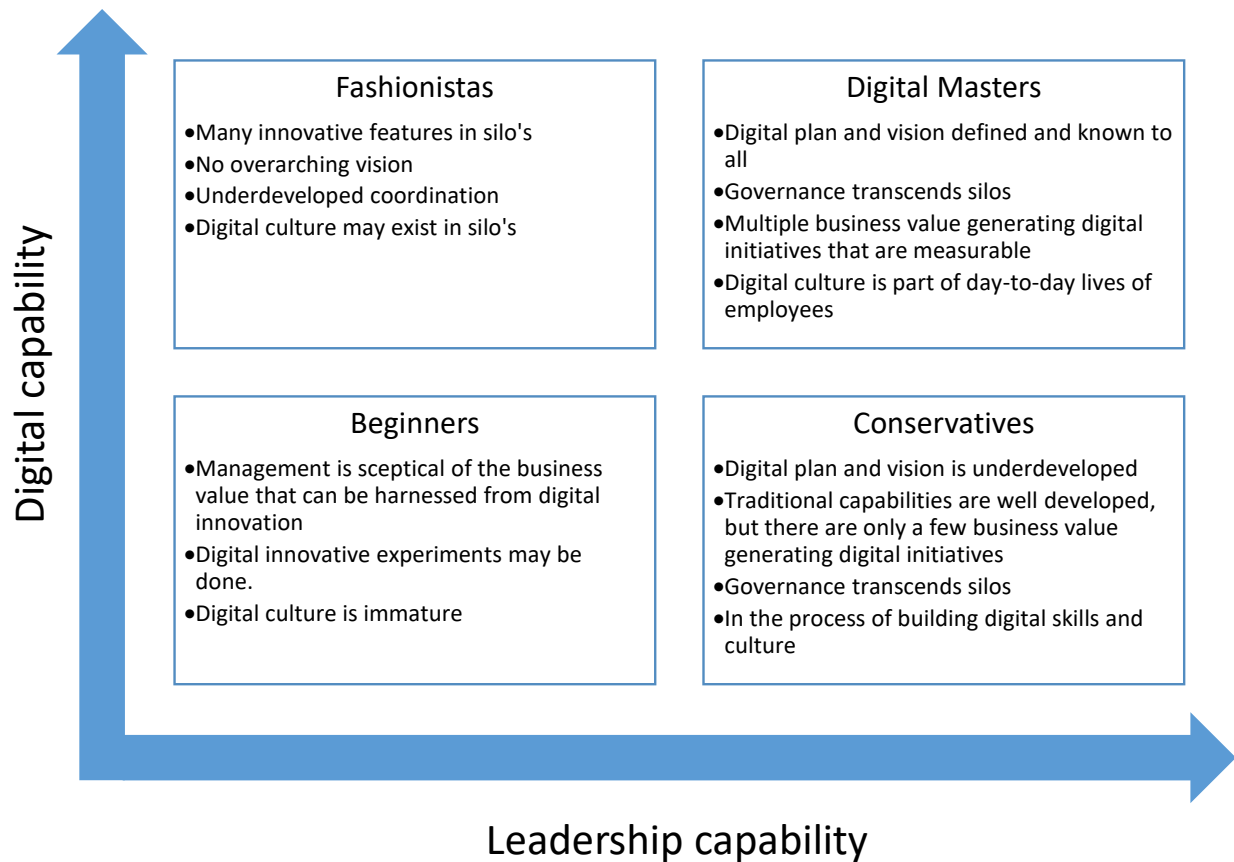 Digital capability
Fashionistas
•Many innovative features in silo's
•No overarching vision
•Underdeveloped coordination
•Digital culture may exist in silo's
Digital Masters
•Digital plan and vision defined and known to
all
•Governance transcends silos
•Multiple business value generating digital
initiatives that are measurable
•Digital culture is part of day-to-day lives of
employees
Beginners
•Management is sceptical of the business
value that can be harnessed from digital
innovation
•Digital innovative experiments may be
done.
•Digital culture is immature
Conservatives
•Digital plan and vision is underdeveloped
•Traditional capabilities are well developed,
but there are only a few business value
generating digital initiatives
•Governance transcends silos
•In the process of building digital skills and
culture
Leadership capability